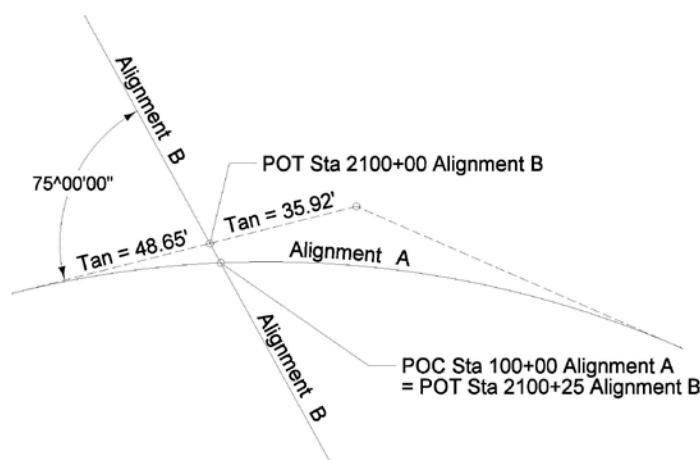 Alignment B
75^00'00"
POT Sta 2100+00 Alignment B
Tan = 48.65'
Tan = 35.92'
Alignment A
Alignment B
POC Sta 100+00 Alignment A
= POT Sta 2100+25 Alignment B